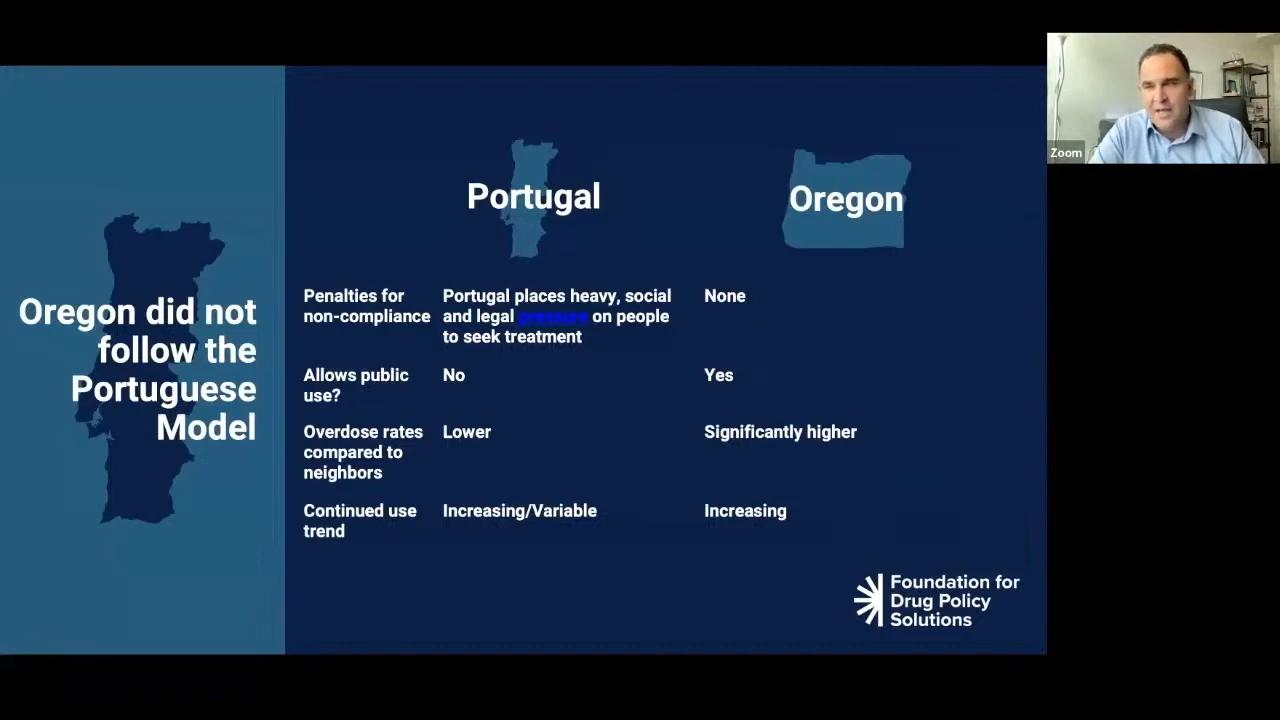 Oregon did not
follow the
Portuguese
Model
Portugal
Oregon
Penalties for
non-compliance
Portugal places heavy, social
and legal pressure on people
to seek treatment
None
Allows public
use?
No
Yes
Overdose rates
compared to
neighbors
Lower
Significantly higher
Continued use
trend
Increasing/Variable
Increasing
Foundation for
Drug Policy
Solutions
Zoom